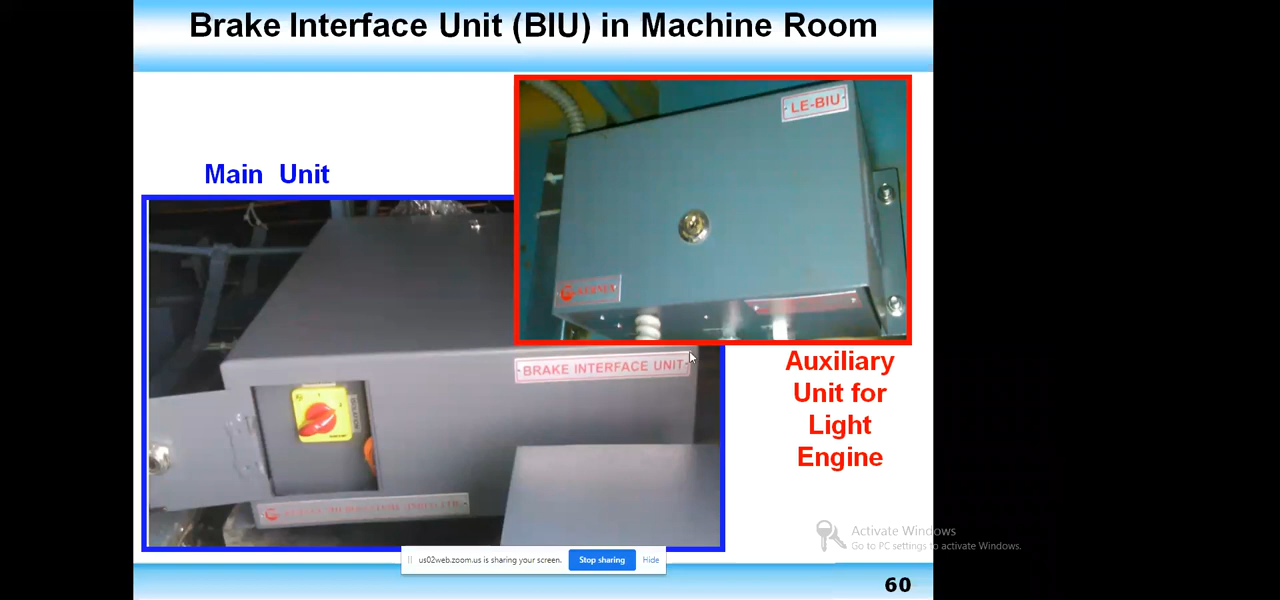 Brake Interface Unit (BIU) in Machine Room
LE-BIU
Main Unit
BRAKE INTERFACE UNIT
Auxiliary
Unit for
Light
Engine
Activate Windows
Go to PC settings to activate Windows.
us02web.zoom.us is sharing your screen.
Stop sharing
Hide
60